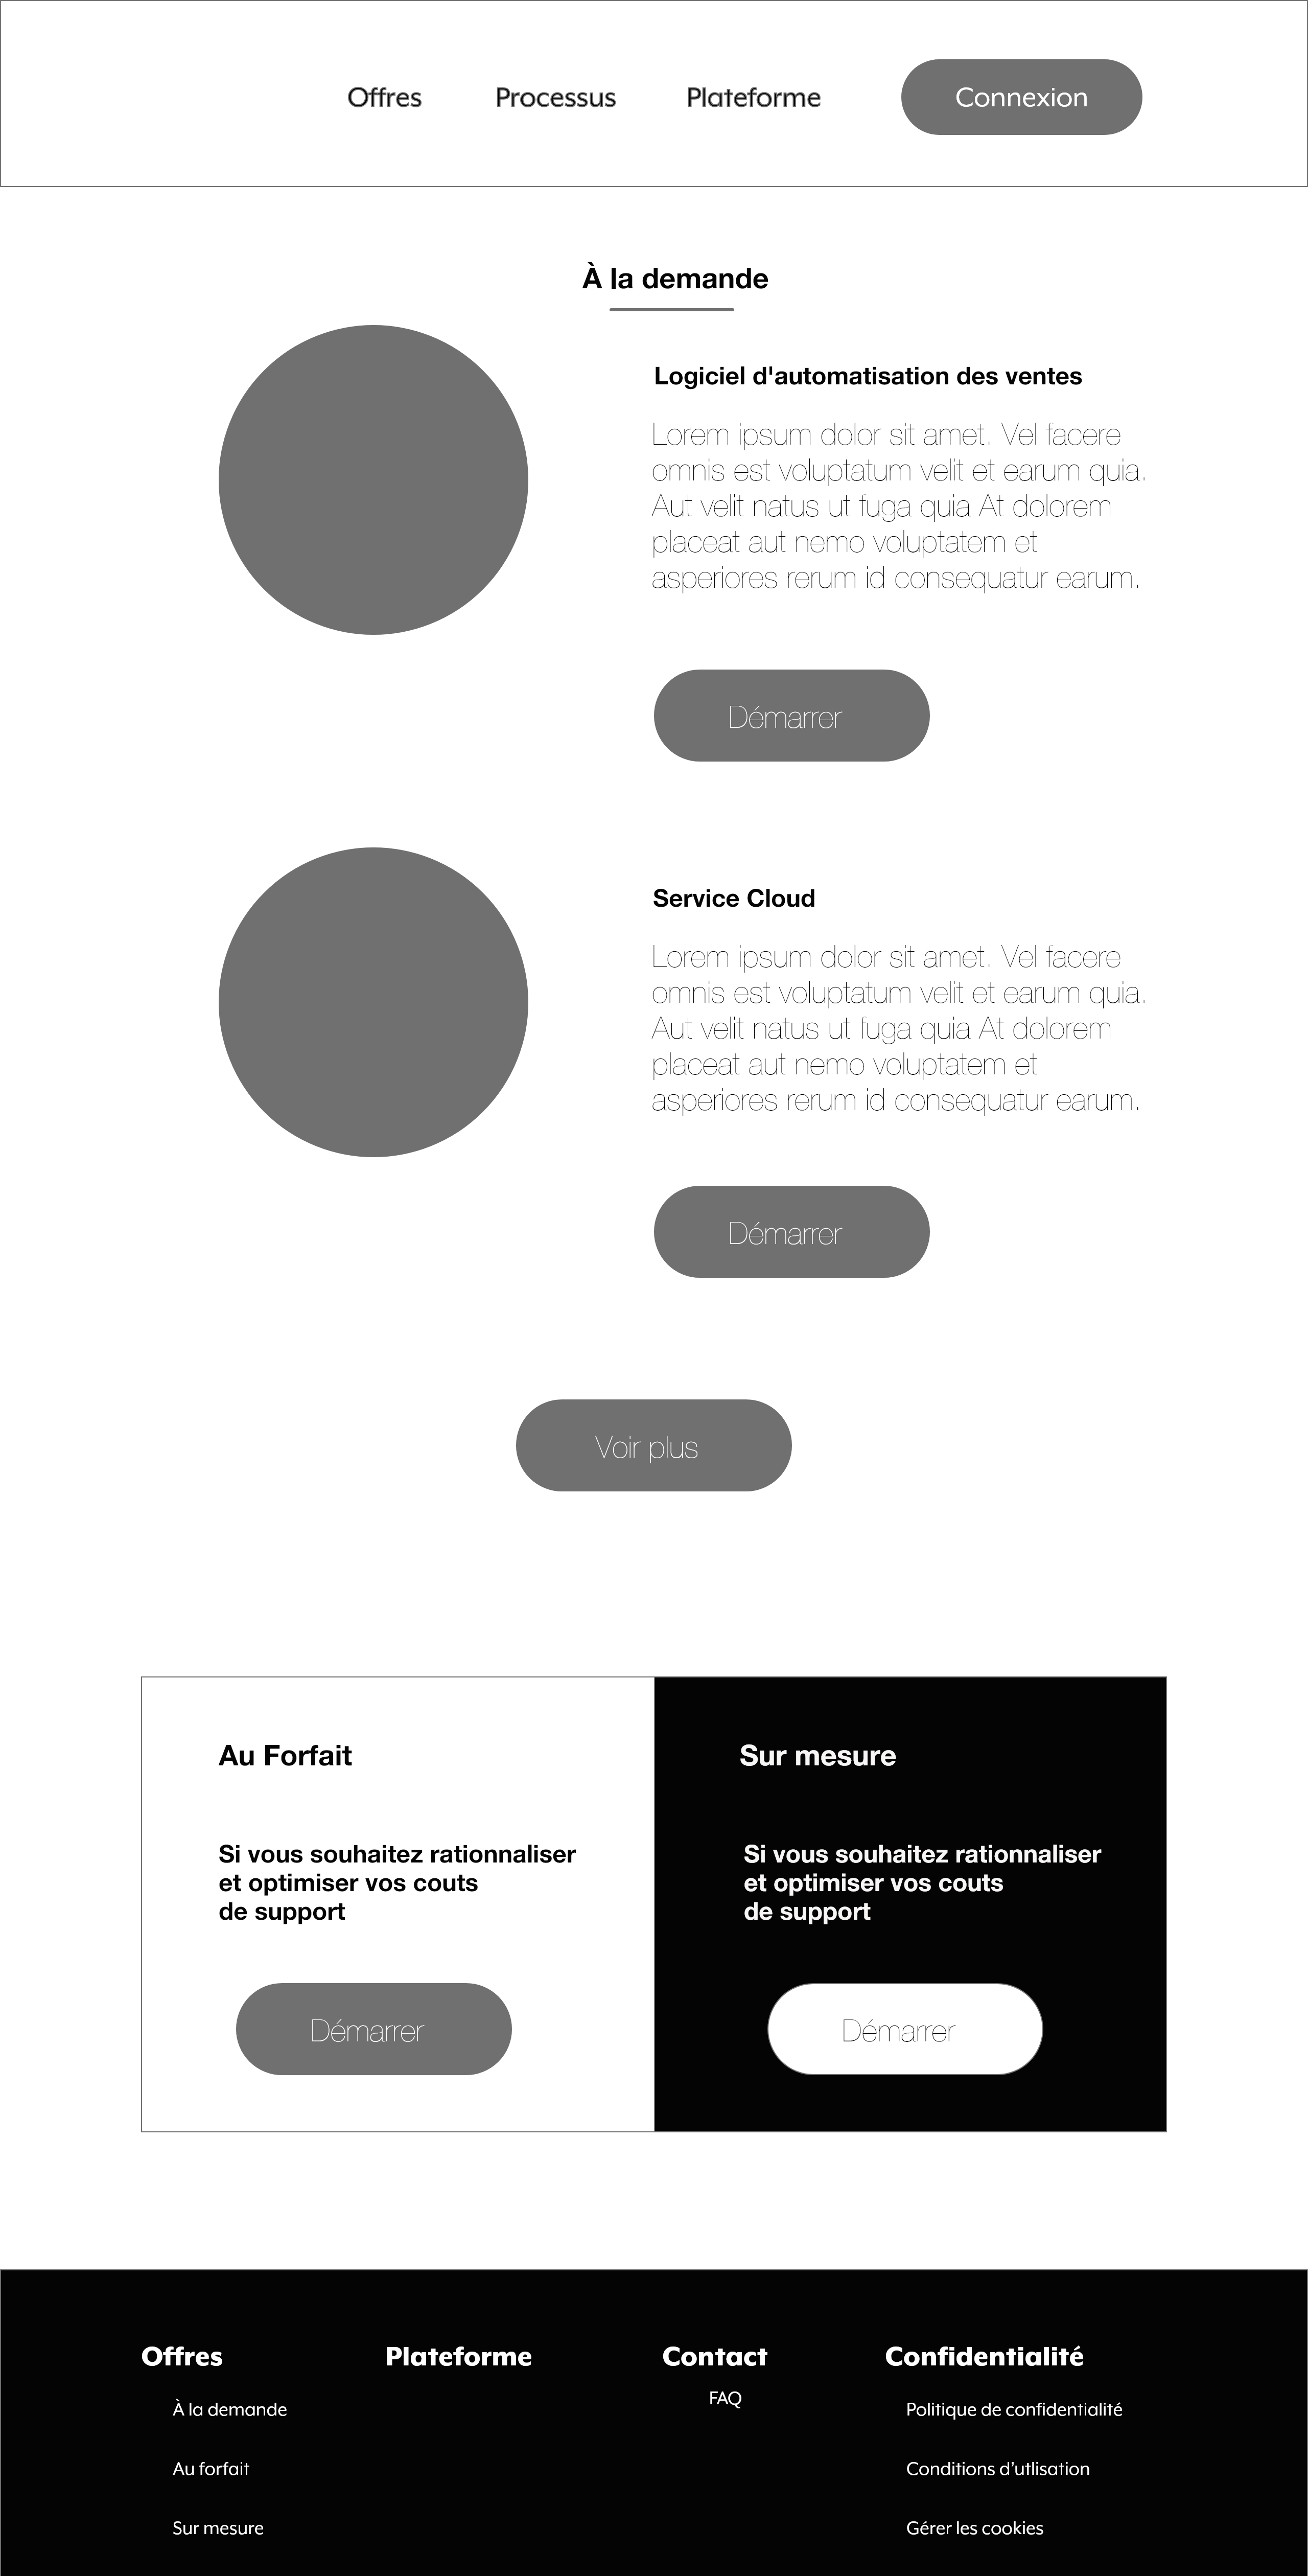 Offres Processus Plateforme Connexion
À la demande
Logiciel d'automatisation des ventes
Lorem ipsum dolor sit amet. Vel facere
omnis est voluptatum velit et earum quia.
Aut velit natus ut fuga quia At dolorem
placeat aut nemo voluptatem et
asperiores rerum id consequatur earum.
Démarrer
Service Cloud
Lorem ipsum dolor sit amet. Vel facere
omnis est voluptatum velit et earum quia.
Aut velit natus ut fuga quia At dolorem
placeat aut nemo voluptatem et
asperiores rerum id consequatur earum.
Démarrer
Voir plus
Au Forfait
Si vous souhaitez rationnaliser
et optimiser vos couts
de support
Démarrer
Sur mesure
Si vous souhaitez rationnaliser
et optimiser vos couts
de support
Démarrer
Offres
À la demande
Au forfait
Sur mesure
Plateforme
Contact
FAQ
Confidentialité
Politique de confidentialité
Conditions d'utlisation
Gérer les cookies